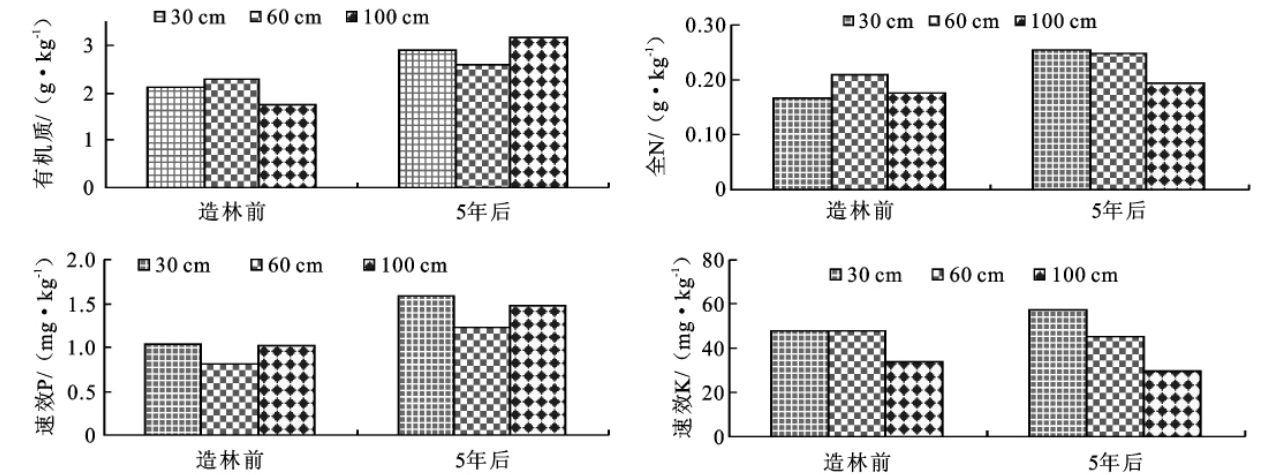 30 cm 60 cm 100 cm
有机质/(g·kg⁻¹)
3
2
1
0
造林前 5年后
30 cm 60 cm 100 cm
全N/(g·kg⁻¹)
0.30
0.20
0.10
0
造林前 5年后
30 cm 60 cm 100 cm
速效P/(mg·kg⁻¹)
2.0
1.5
1.0
0.5
0
造林前 5年后
30 cm 60 cm 100 cm
速效K/(mg·kg⁻¹)
80
60
40
20
0
造林前 5年后